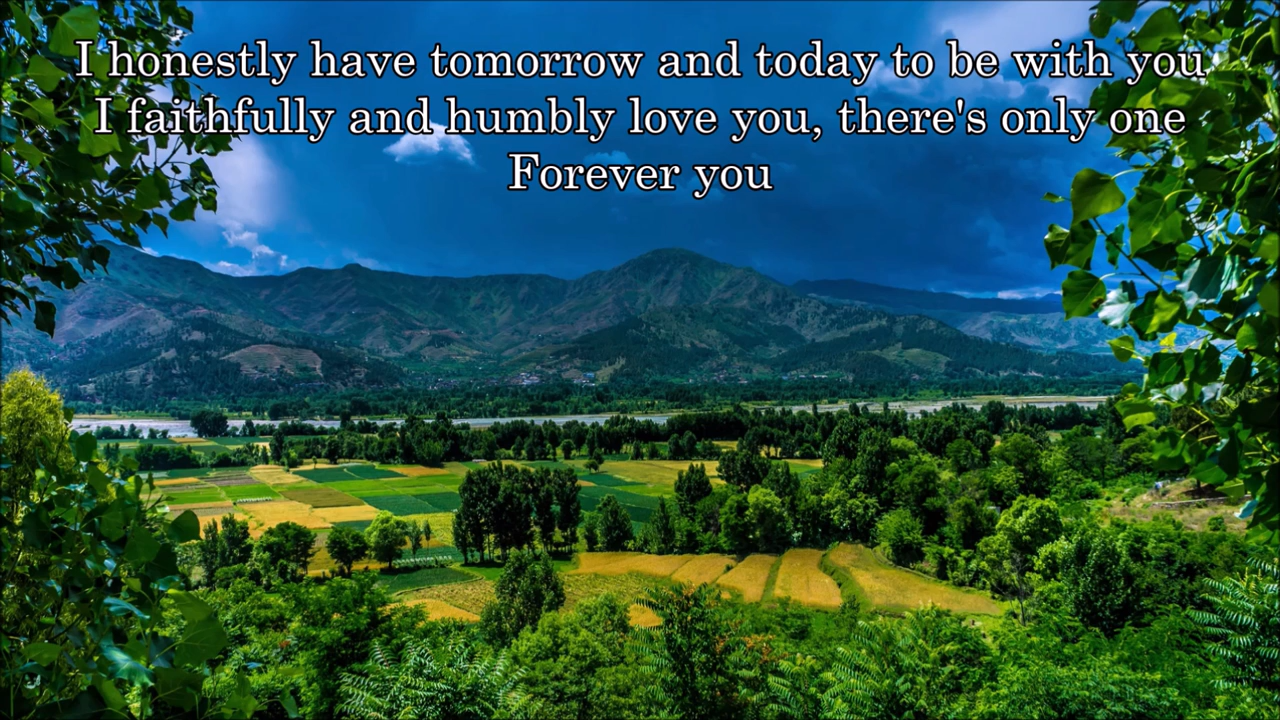 I honestly have tomorrow and today to be with you
I faithfully and humbly love you, there's only one
Forever you